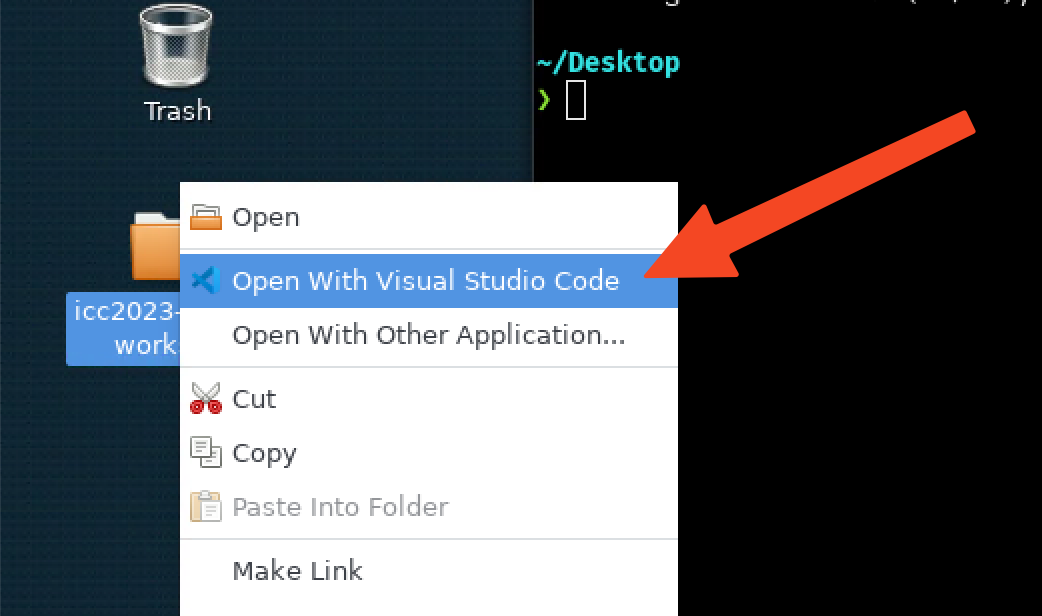 ~/Desktop
❯
Trash
icc2023-
work
Open
Open With Visual Studio Code
Open With Other Application...
Cut
Copy
Paste Into Folder
Make Link